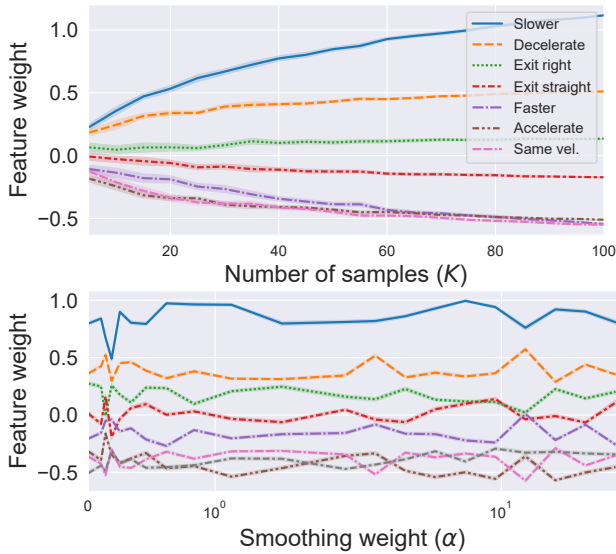 Feature weight
1.0
0.5
0.0
−0.5
Slower
Decelerate
Exit right
Exit straight
Faster
Accelerate
Same vel.
20 40 60 80 100
Number of samples (K)
Feature weight
1.0
0.5
0.0
−0.5
0 10⁰ 10¹
Smoothing weight (α)